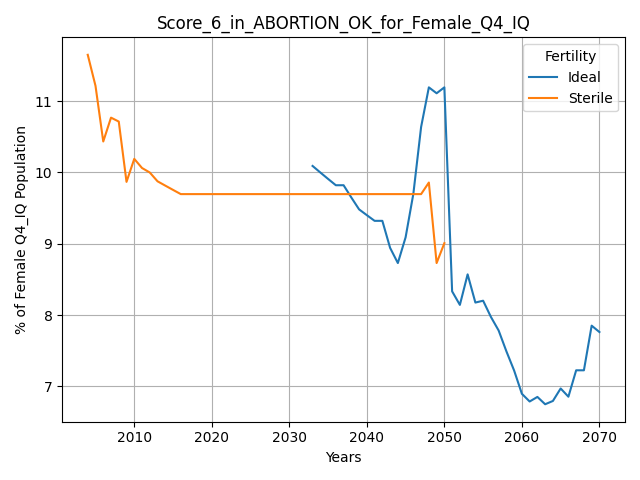 Score_6_in_ABORTION_OK_for_Female_Q4_IQ
Fertility
Ideal
Sterile
% of Female Q4_IQ Population
11
10
9
8
7
2010 2020 2030 2040 2050 2060 2070
Years